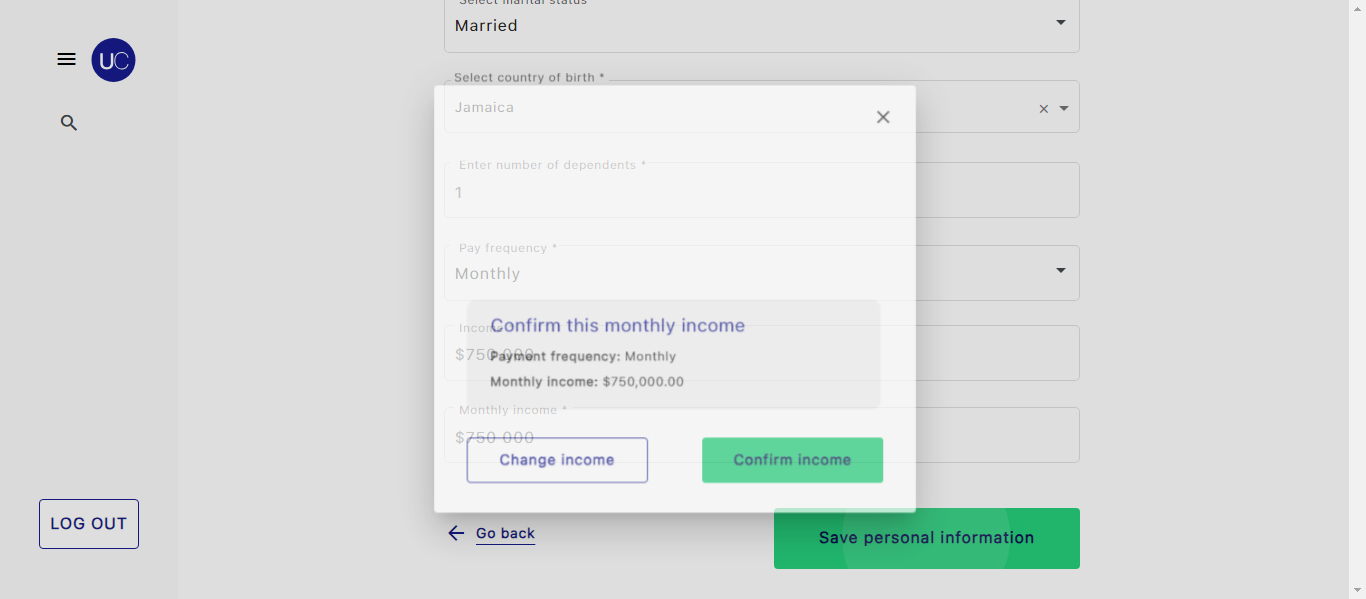 Select marital status
Married
UC
Select country of birth *
Jamaica
Enter number of dependents *
1
Pay frequency *
Monthly
Income
$750,000
Confirm this monthly income
Payment frequency: Monthly
Monthly income: $750,000.00
Monthly income *
$750 000
Change income
Confirm income
LOG OUT
Go back
Save personal information